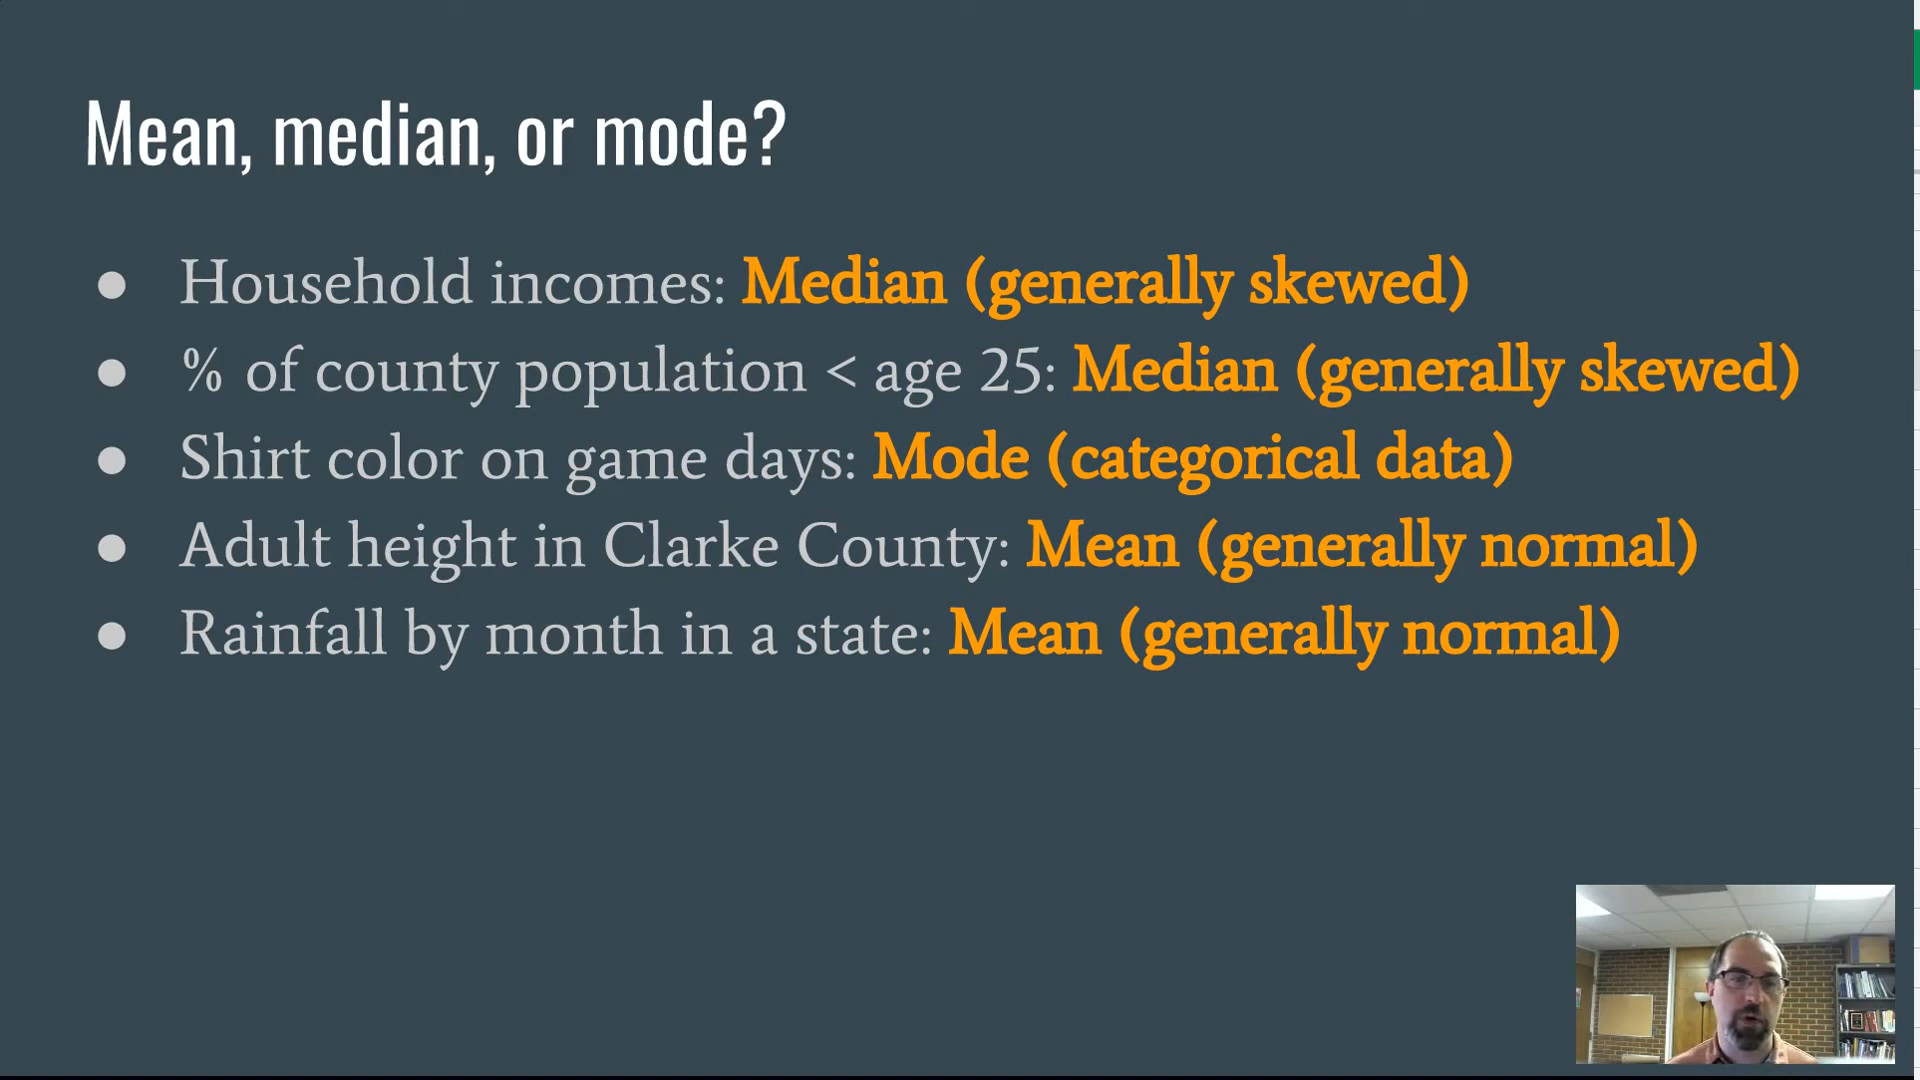 Mean, median, or mode?
● Household incomes: Median (generally skewed)
● % of county population < age 25: Median (generally skewed)
● Shirt color on game days: Mode (categorical data)
● Adult height in Clarke County: Mean (generally normal)
● Rainfall by month in a state: Mean (generally normal)